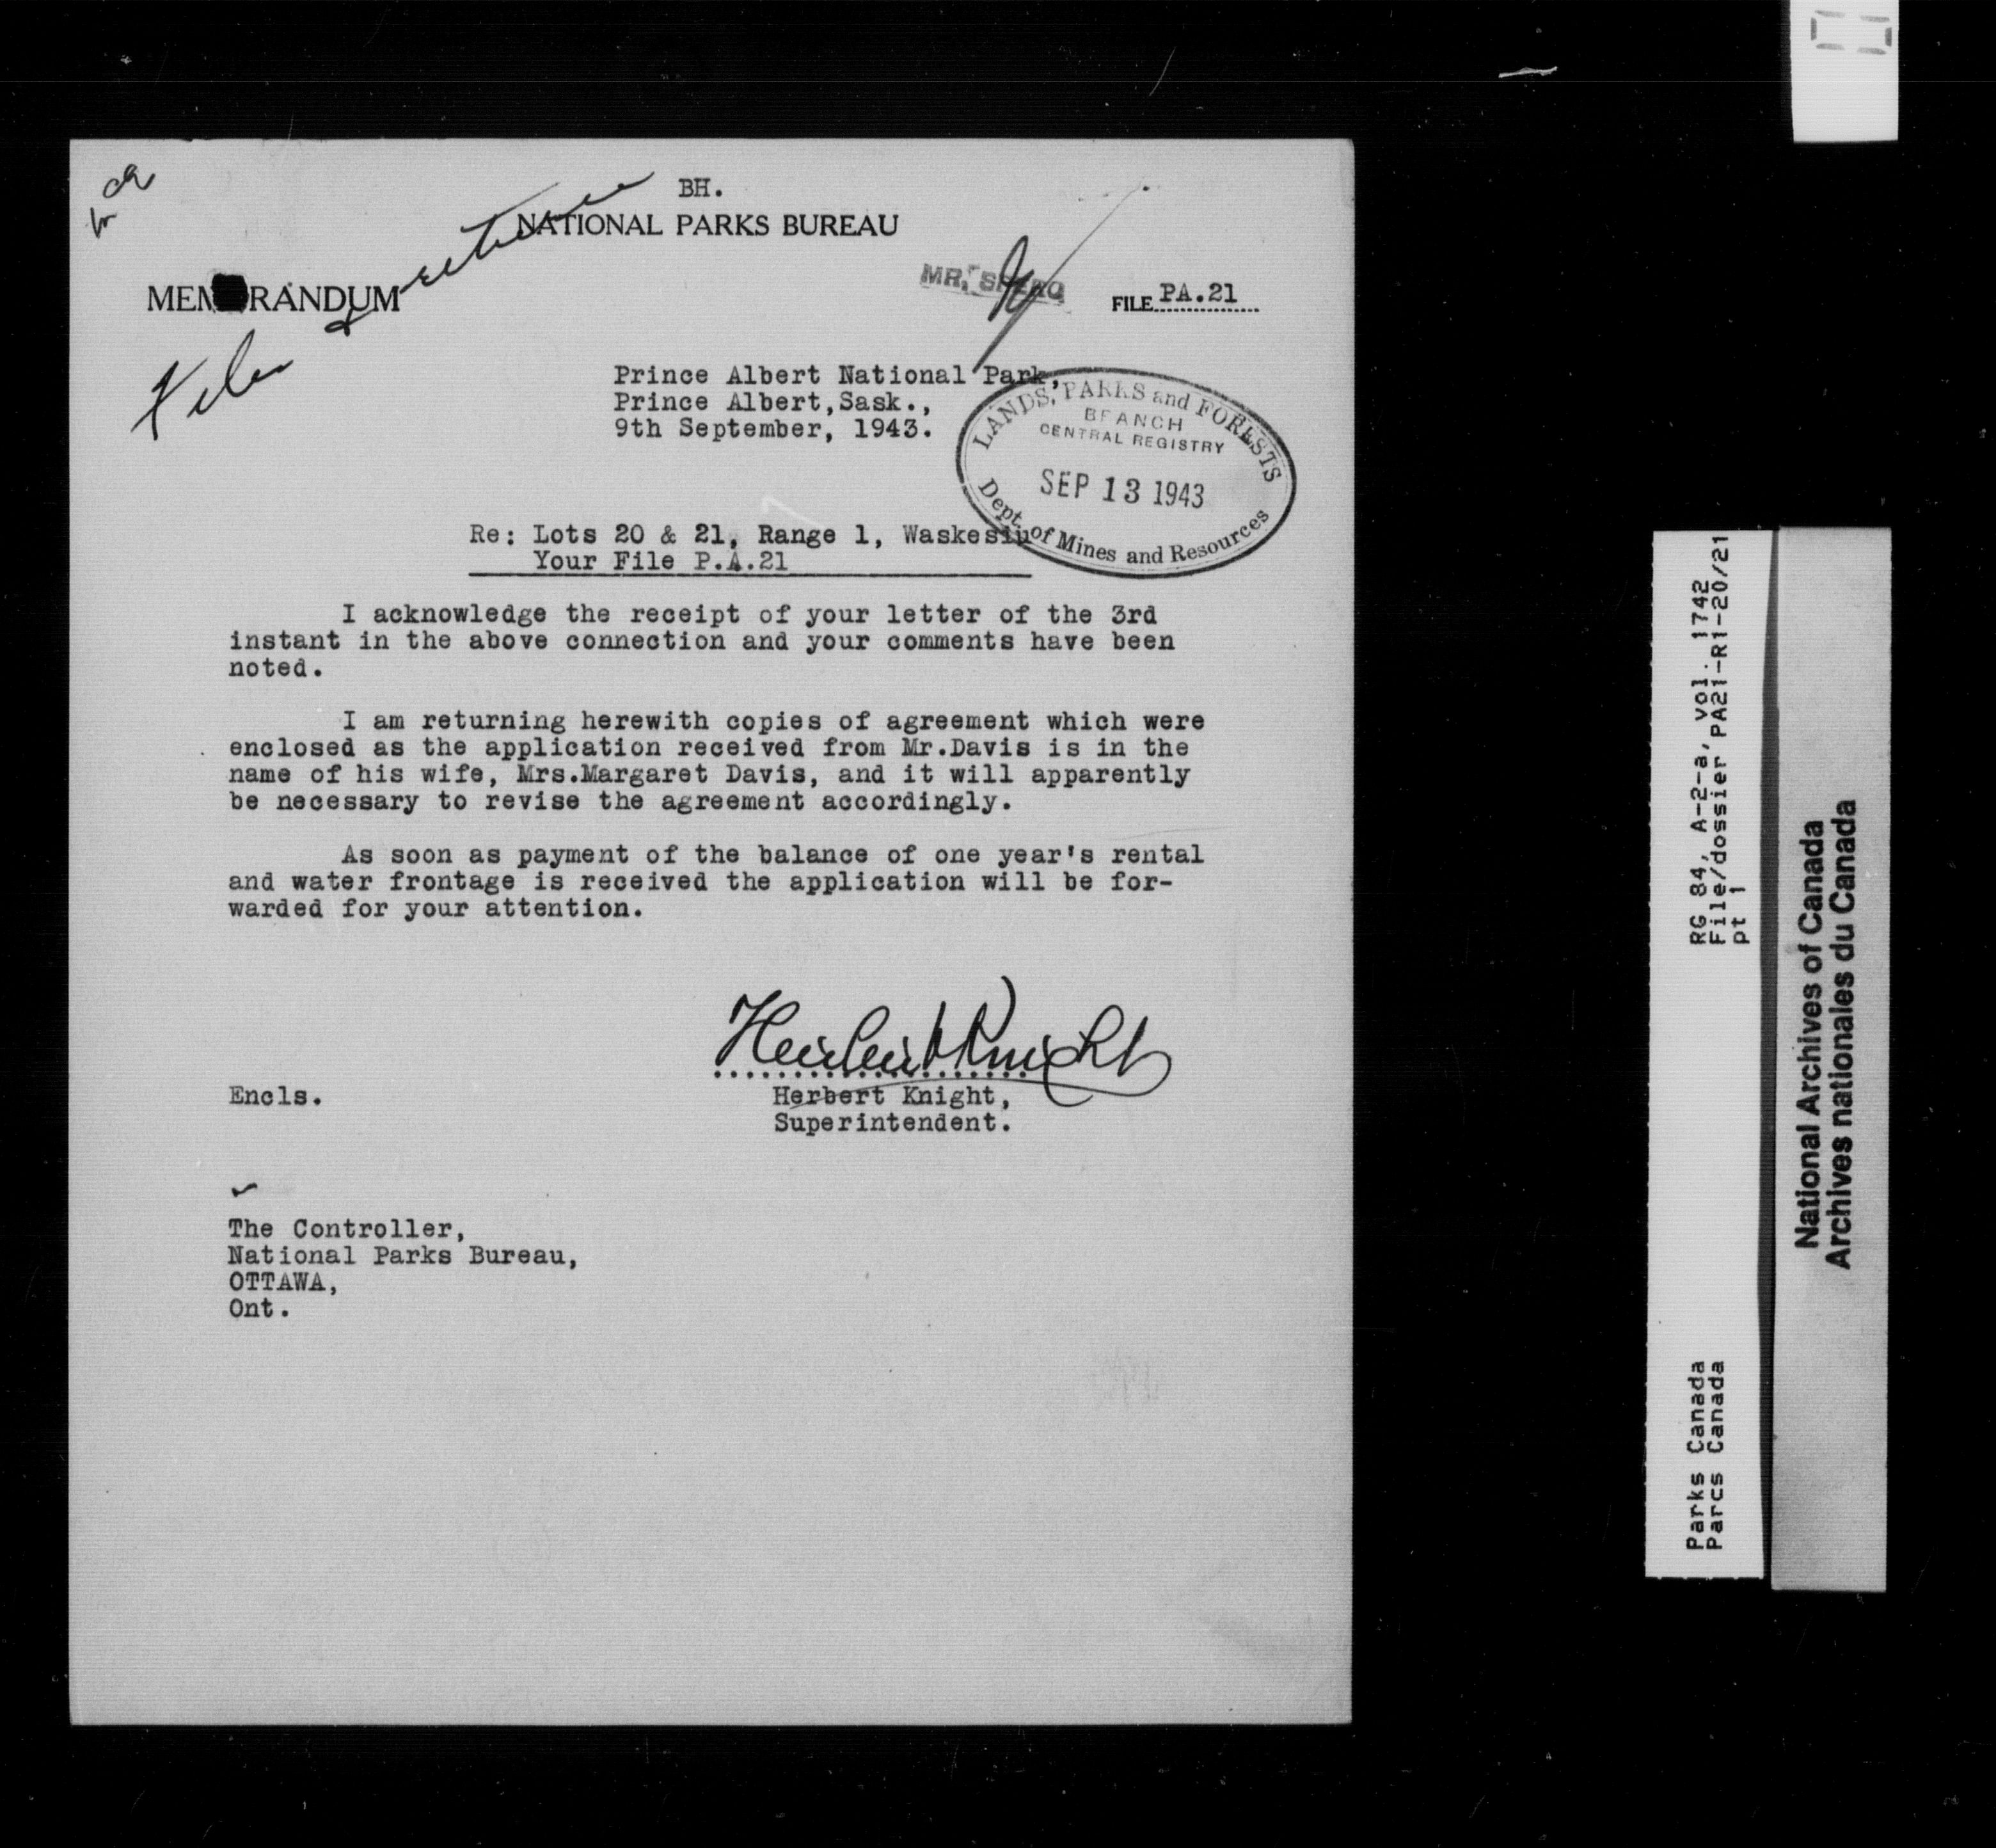 BH.
NATIONAL PARKS BUREAU
MEMORANDUM
MR. SPERO
FILE PA.21
Prince Albert National Park,
Prince Albert,Sask.,
9th September, 1943.
LANDS, PARKS and FORESTS
BRANCH
CENTRAL REGISTRY
SEP 13 1943
Dept. of Mines and Resources
Re: Lots 20 & 21, Range 1, Waskesiu
Your File P.A.21
I acknowledge the receipt of your letter of the 3rd
instant in the above connection and your comments have been
noted.
I am returning herewith copies of agreement which were
enclosed as the application received from Mr.Davis is in the
name of his wife, Mrs.Margaret Davis, and it will apparently
be necessary to revise the agreement accordingly.
As soon as payment of the balance of one year's rental
and water frontage is received the application will be for-
warded for your attention.
Herbert Knight
Encls.
Herbert Knight,
Superintendent.
The Controller,
National Parks Bureau,
OTTAWA,
Ont.
RG 84, A-2-a, vol. 1742
File/dossier PA21-R1-20/21
pt 1
Parks Canada
Parcs Canada
National Archives of Canada
Archives nationales du Canada